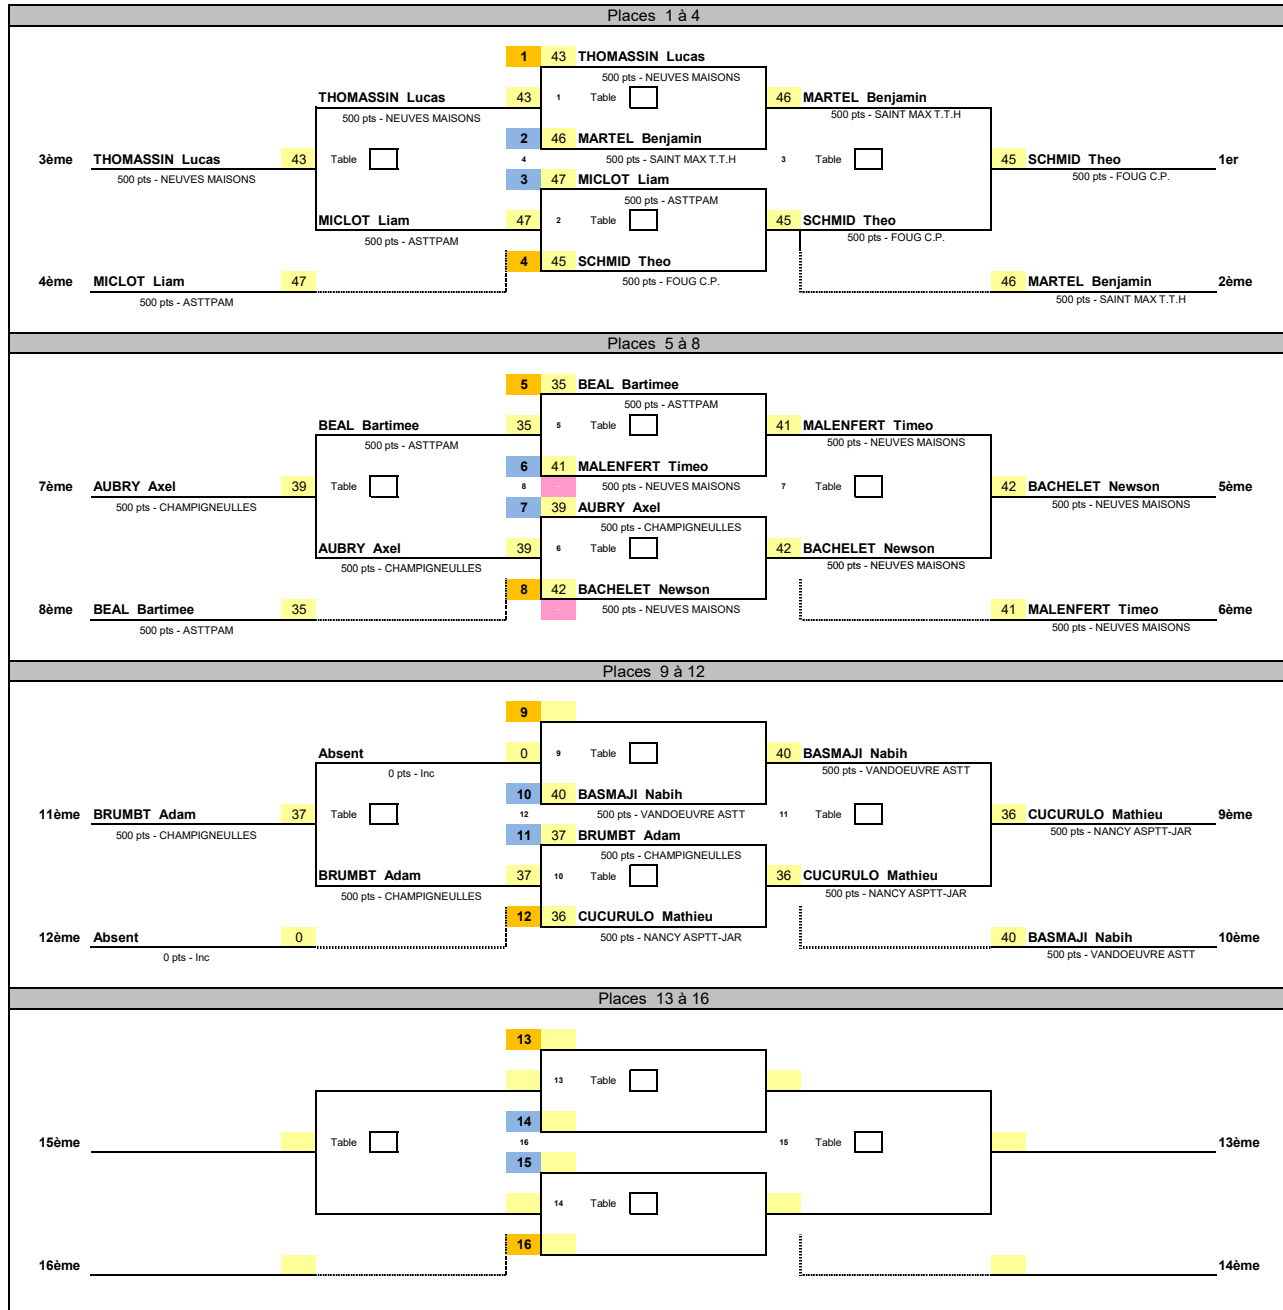 Places 1 à 4
1 43 THOMASSIN Lucas
500 pts - NEUVES MAISONS
THOMASSIN Lucas 43 1 Table 46 MARTEL Benjamin
500 pts - NEUVES MAISONS 500 pts - SAINT MAX T.T.H
2 46 MARTEL Benjamin
3ème THOMASSIN Lucas 43 Table 4 500 pts - SAINT MAX T.T.H 3 Table 45 SCHMID Theo 1er
500 pts - NEUVES MAISONS 3 47 MICLOT Liam 500 pts - FOUG C.P.
500 pts - ASTTPAM
MICLOT Liam 47 2 Table 45 SCHMID Theo
500 pts - ASTTPAM 500 pts - FOUG C.P.
4 45 SCHMID Theo
4ème MICLOT Liam 47 500 pts - FOUG C.P. 46 MARTEL Benjamin 2ème
500 pts - ASTTPAM 500 pts - SAINT MAX T.T.H
Places 5 à 8
5 35 BEAL Bartimee
500 pts - ASTTPAM
BEAL Bartimee 35 5 Table 41 MALENFERT Timeo
500 pts - ASTTPAM 500 pts - NEUVES MAISONS
6 41 MALENFERT Timeo
7ème AUBRY Axel 39 Table 8 500 pts - NEUVES MAISONS 7 Table 42 BACHELET Newson 5ème
500 pts - CHAMPIGNEULLES 7 39 AUBRY Axel 500 pts - NEUVES MAISONS
500 pts - CHAMPIGNEULLES
AUBRY Axel 39 6 Table 42 BACHELET Newson
500 pts - CHAMPIGNEULLES 500 pts - NEUVES MAISONS
8 42 BACHELET Newson
8ème BEAL Bartimee 35 500 pts - NEUVES MAISONS 41 MALENFERT Timeo 6ème
500 pts - ASTTPAM 500 pts - NEUVES MAISONS
Places 9 à 12
9
Absent 0 9 Table 40 BASMAJI Nabih
0 pts - Inc 500 pts - VANDOEUVRE ASTT
10 40 BASMAJI Nabih
11ème BRUMBT Adam 37 Table 12 500 pts - VANDOEUVRE ASTT 11 Table 36 CUCURULO Mathieu 9ème
500 pts - CHAMPIGNEULLES 11 37 BRUMBT Adam 500 pts - NANCY ASPTT-JAR
500 pts - CHAMPIGNEULLES
BRUMBT Adam 37 10 Table 36 CUCURULO Mathieu
500 pts - CHAMPIGNEULLES 500 pts - NANCY ASPTT-JAR
12 36 CUCURULO Mathieu
12ème Absent 0 500 pts - NANCY ASPTT-JAR 40 BASMAJI Nabih 10ème
0 pts - Inc 500 pts - VANDOEUVRE ASTT
Places 13 à 16
13
13 Table
14
15ème Table 16 15 Table 13ème
15
14 Table
16
16ème 14ème